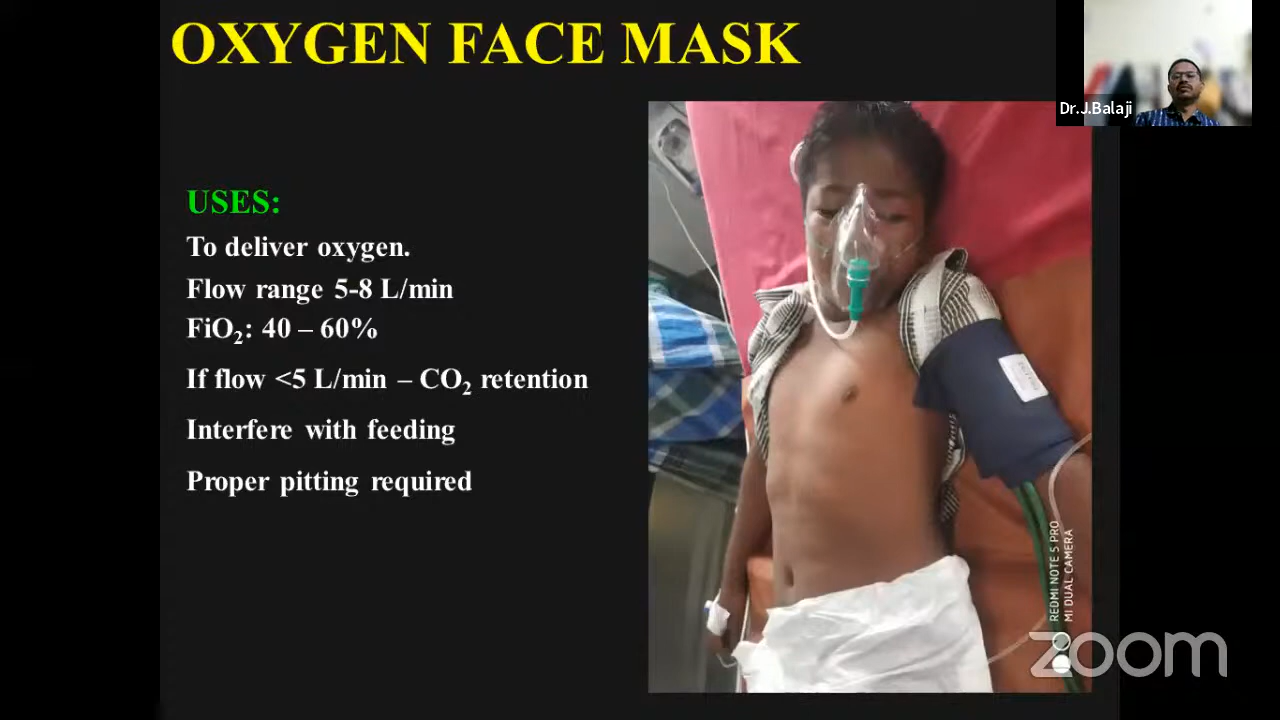 OXYGEN FACE MASK
Dr.J.Balaji
USES:
To deliver oxygen.
Flow range 5-8 L/min
FiO₂: 40 – 60%
If flow <5 L/min – CO₂ retention
Interfere with feeding
Proper pitting required
REDMI NOTE 5 PRO
MI DUAL CAMERA
zoom